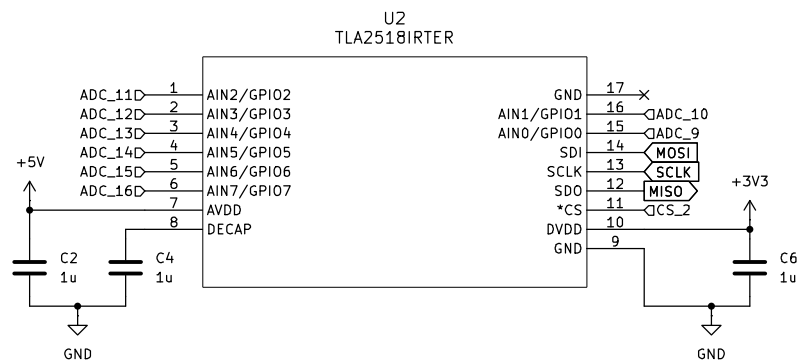 U2
TLA2518IRTER
ADC_11 1 AIN2/GPIO2 GND 17
ADC_12 2 AIN3/GPIO3 AIN1/GPIO1 16 ADC_10
ADC_13 3 AIN4/GPIO4 AIN0/GPIO0 15 ADC_9
ADC_14 4 AIN5/GPIO5 SDI 14 MOSI
ADC_15 5 AIN6/GPIO6 SCLK 13 SCLK
ADC_16 6 AIN7/GPIO7 SDO 12 MISO
+5V +3V3
7 AVDD *CS 11 CS_2
8 DECAP DVDD 10
GND 9
C2 C4 C6
1u 1u 1u
GND GND